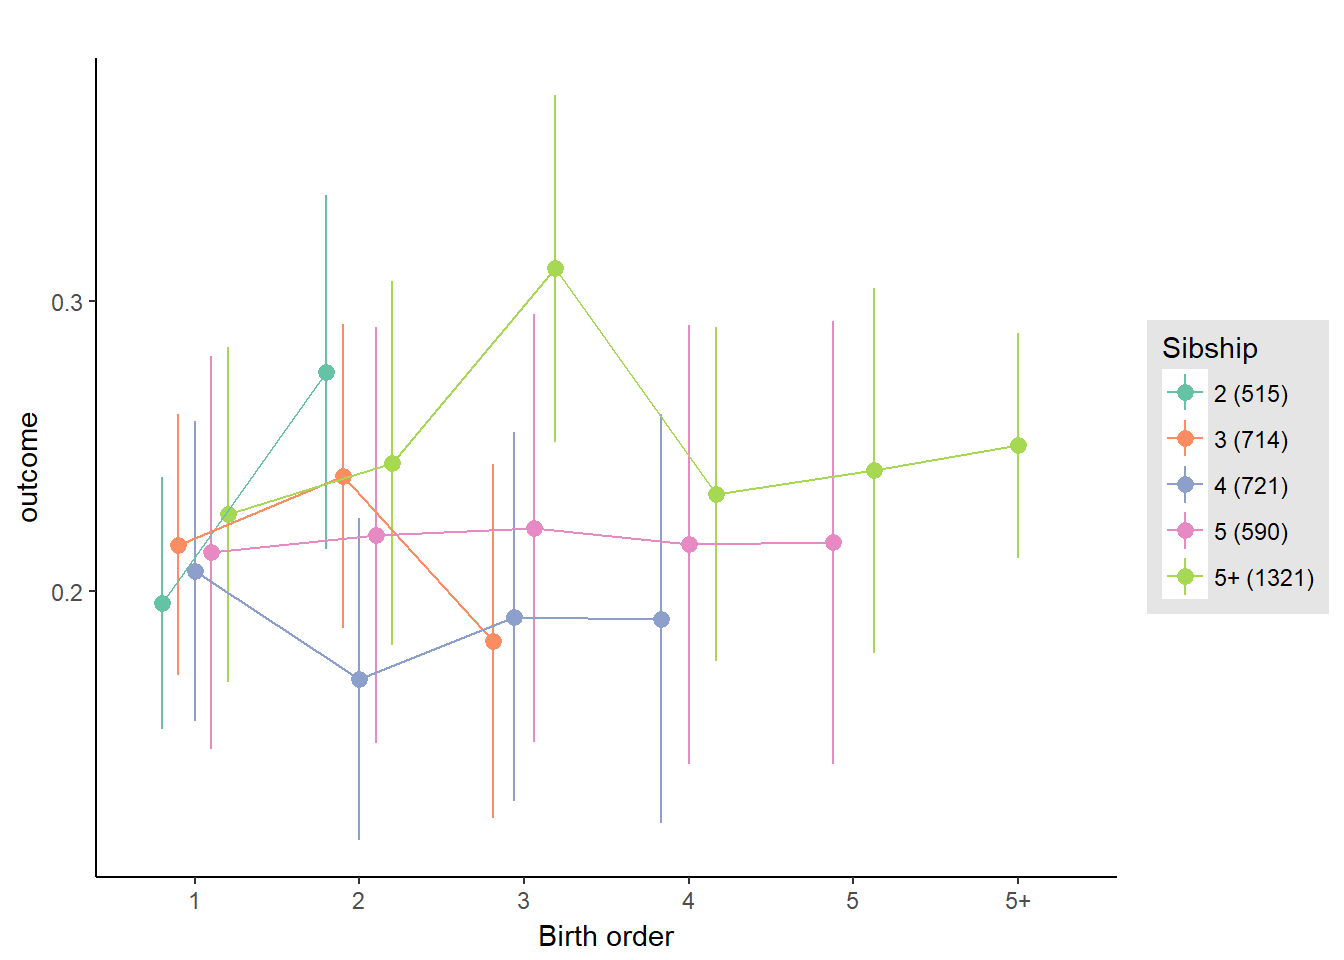 outcome
0.3
0.2
1 2 3 4 5 5+
Birth order
Sibship
2 (515)
3 (714)
4 (721)
5 (590)
5+ (1321)